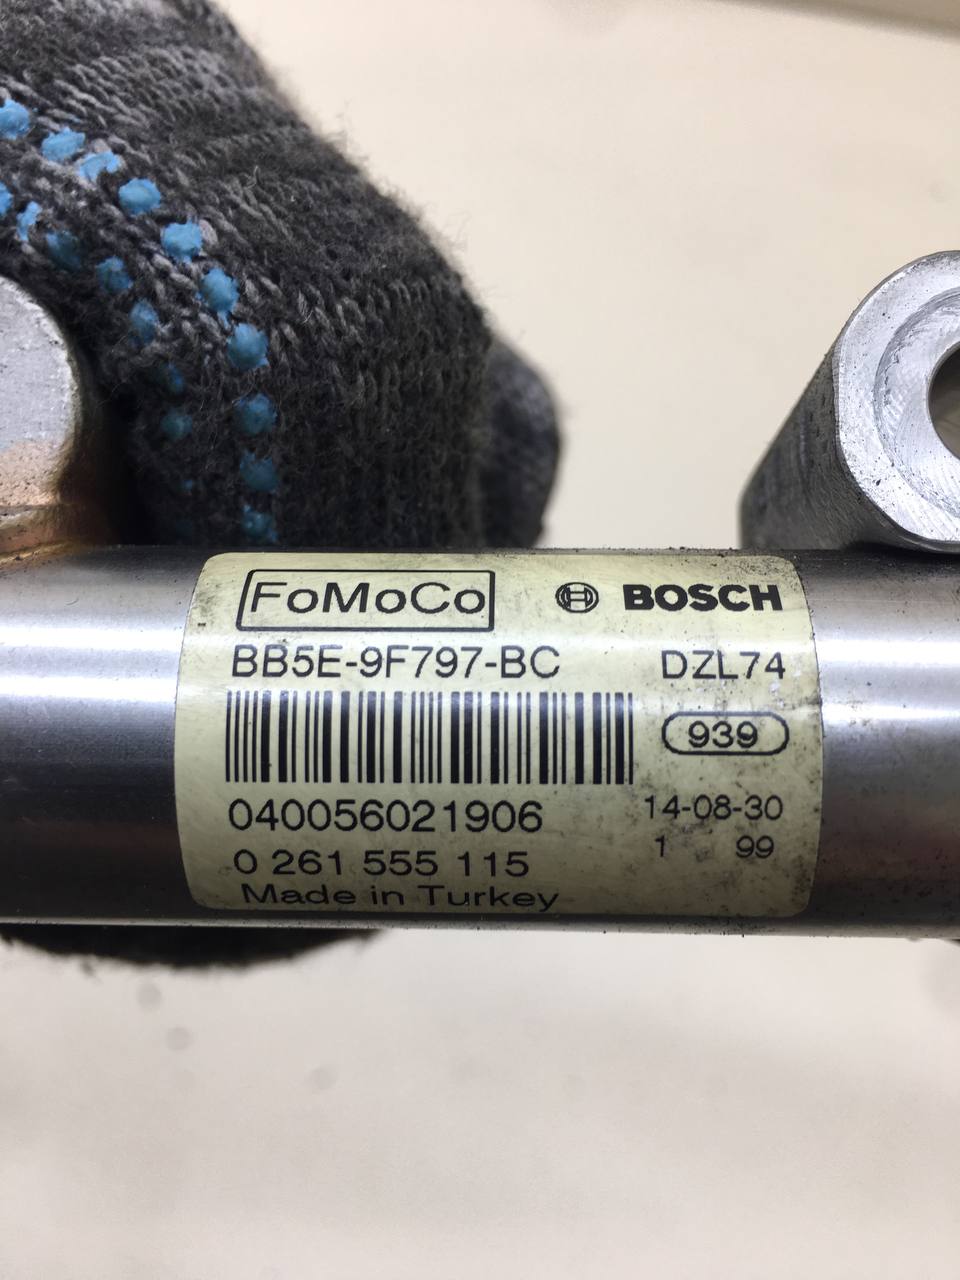 FoMoCo BOSCH
BB5E-9F797-BC DZL74
939
040056021906 14-08-30
1 99
0 261 555 115
Made in Turkey